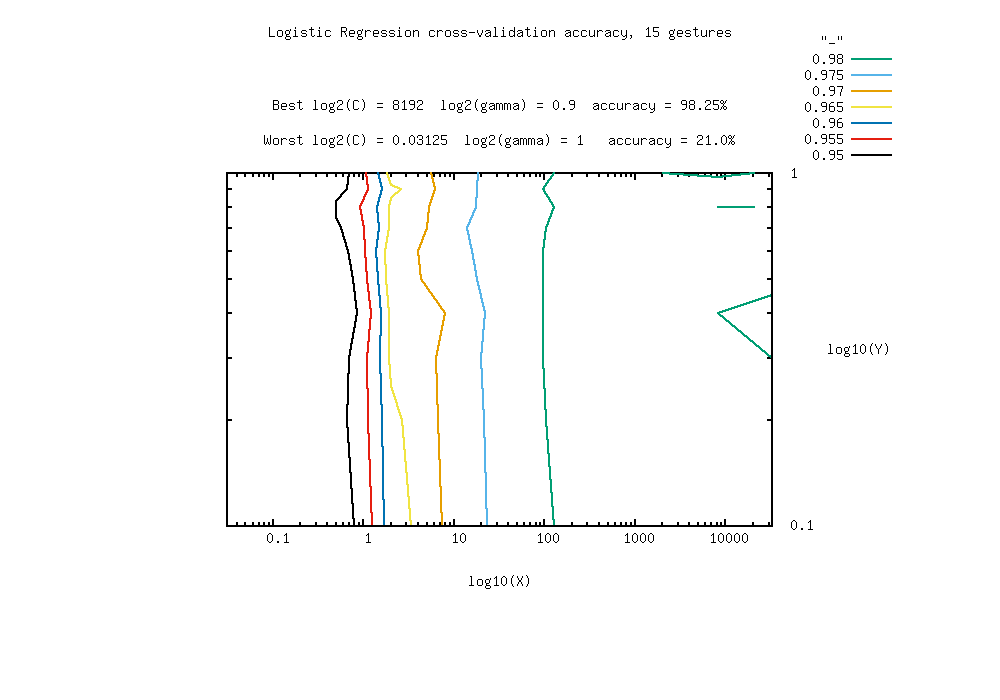 Logistic Regression cross-validation accuracy, 15 gestures
"_"
0.98
0.975
0.97
0.965
0.96
0.955
0.95
Best log2(C) = 8192  log2(gamma) = 0.9  accuracy = 98.25%
Worst log2(C) = 0.03125  log2(gamma) = 1   accuracy = 21.0%
1
log10(Y)
0.1
0.1 1 10 100 1000 10000
log10(X)